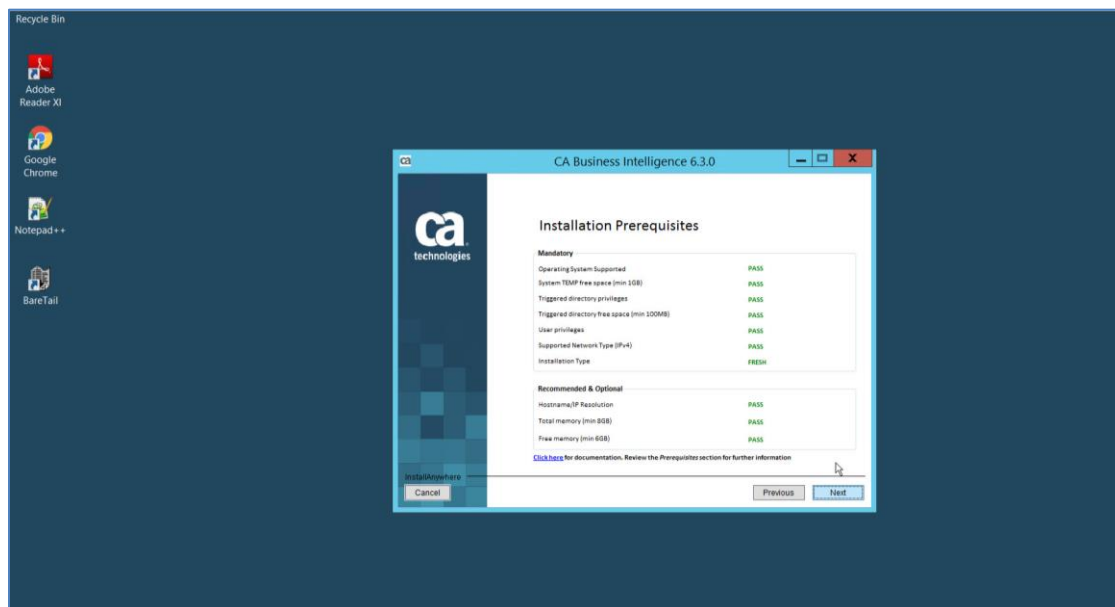 Recycle Bin
Adobe
Reader XI
Google
Chrome
Notepad++
BareTail
ca
CA Business Intelligence 6.3.0
X
ca
technologies
Installation Prerequisites
Mandatory
Operating System Supported PASS
System TEMP free space (min 1GB) PASS
Triggered directory privileges PASS
Triggered directory free space (min 100MB) PASS
User privileges PASS
Supported Network Type (IPv4) PASS
Installation Type FRESH
Recommended & Optional
Hostname/IP Resolution PASS
Total memory (min 8GB) PASS
Free memory (min 6GB) PASS
Click here for documentation. Review the Prerequisites section for further information
InstallAnywhere
Cancel Previous Next